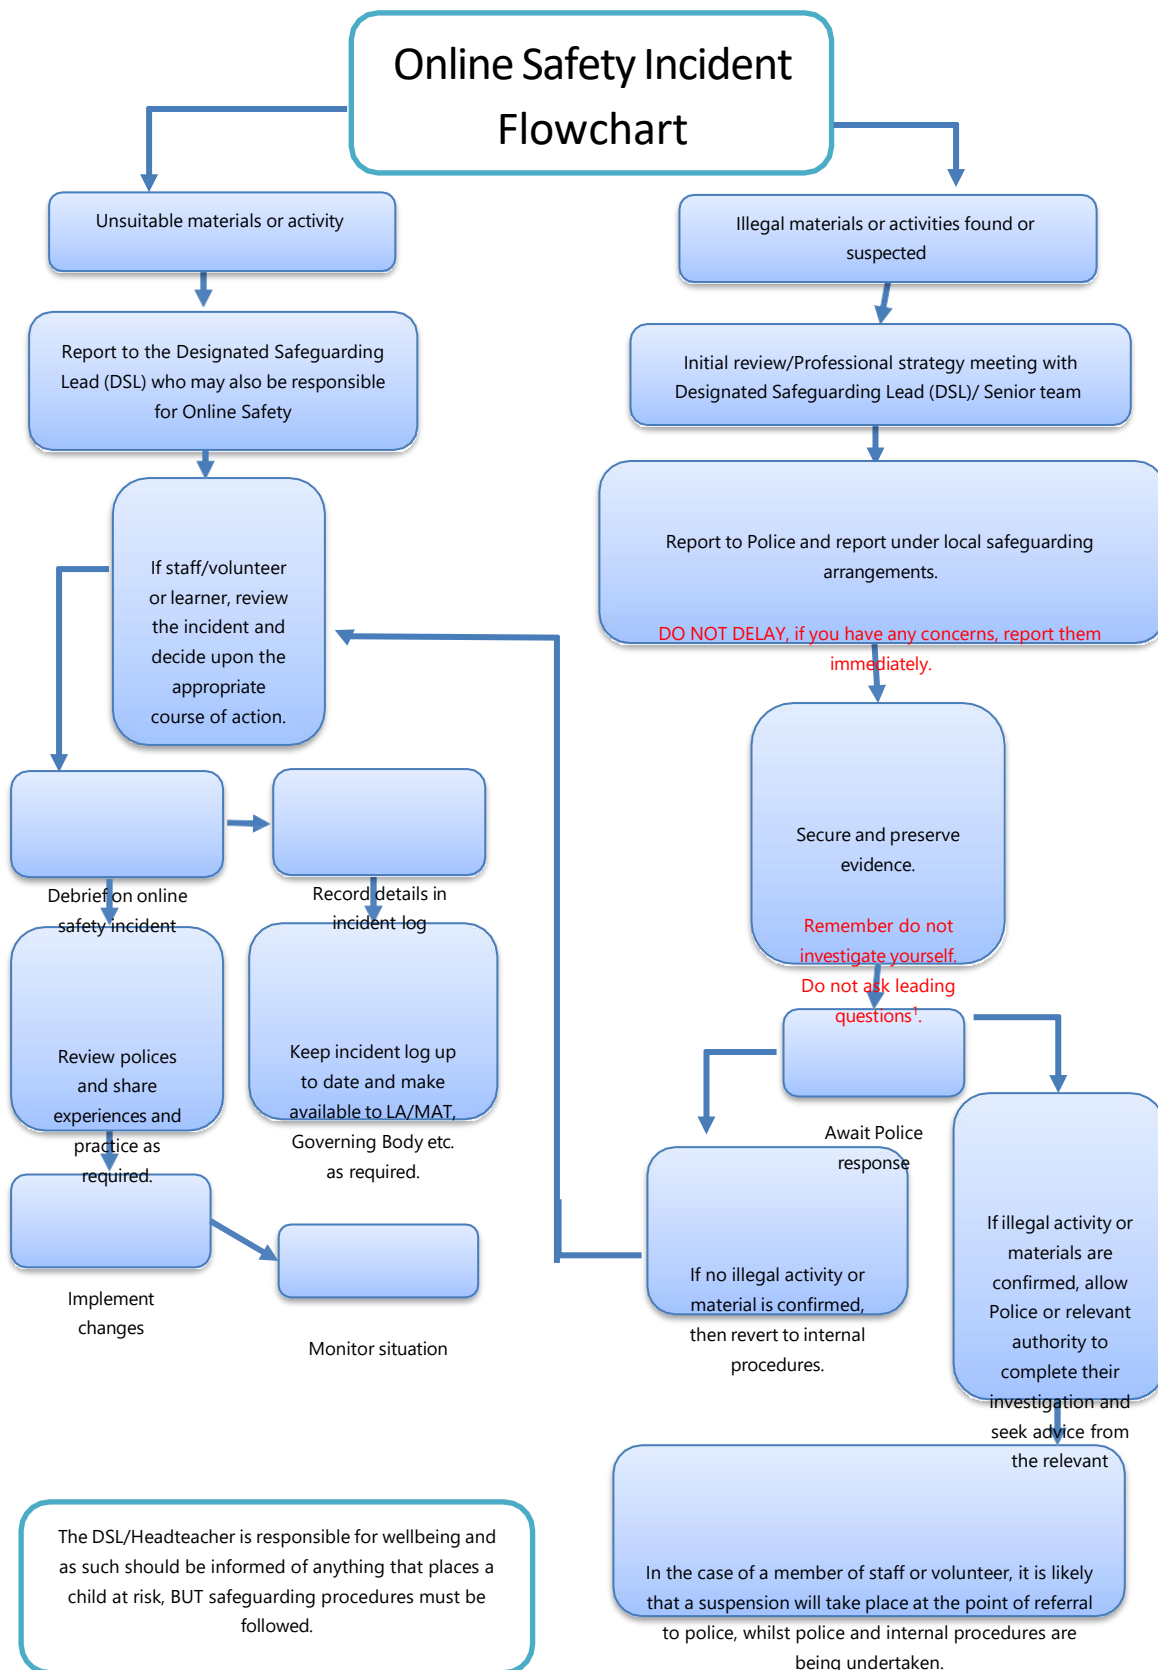 Online Safety Incident
Flowchart
Unsuitable materials or activity
Report to the Designated Safeguarding
Lead (DSL) who may also be responsible
for Online Safety
If staff/volunteer
or learner, review
the incident and
decide upon the
appropriate
course of action.
Debrief on online
safety incident
Record details in
incident log
Review polices
and share
experiences and
practice as
required.
Keep incident log up
to date and make
available to LA/MAT,
Governing Body etc.
as required.
Implement
changes
Monitor situation
Illegal materials or activities found or
suspected
Initial review/Professional strategy meeting with
Designated Safeguarding Lead (DSL)/ Senior team
Report to Police and report under local safeguarding
arrangements.
DO NOT DELAY, if you have any concerns, report them
immediately.
Secure and preserve
evidence.
Remember do not
investigate yourself.
Do not ask leading
questions¹.
Await Police
response
If no illegal activity or
material is confirmed,
then revert to internal
procedures.
If illegal activity or
materials are
confirmed, allow
Police or relevant
authority to
complete their
investigation and
seek advice from
the relevant
In the case of a member of staff or volunteer, it is likely
that a suspension will take place at the point of referral
to police, whilst police and internal procedures are
being undertaken.
The DSL/Headteacher is responsible for wellbeing and
as such should be informed of anything that places a
child at risk, BUT safeguarding procedures must be
followed.